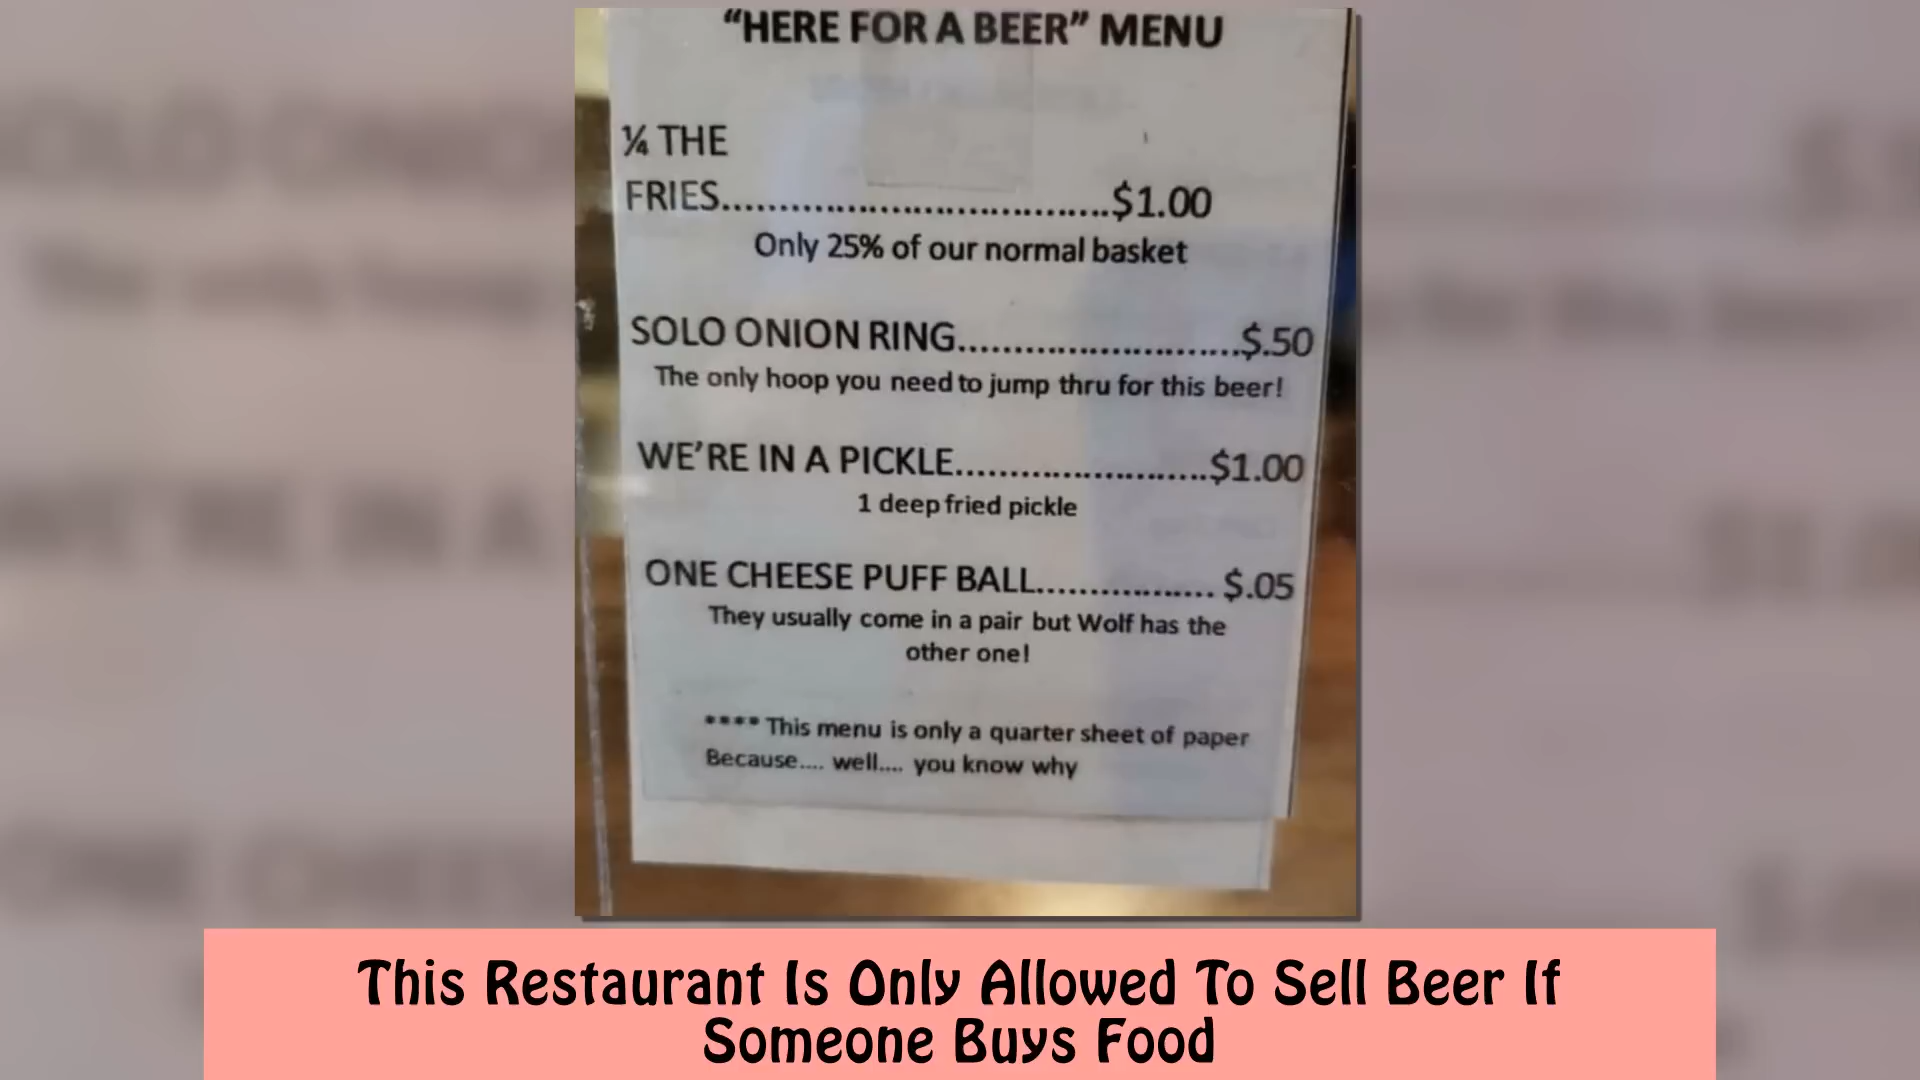 “HERE FOR A BEER” MENU
¼ THE
FRIES....................................$1.00
Only 25% of our normal basket
SOLO ONION RING..........................$.50
The only hoop you need to jump thru for this beer!
WE’RE IN A PICKLE.......................$1.00
1 deep fried pickle
ONE CHEESE PUFF BALL................ $.05
They usually come in a pair but Wolf has the
other one!
**** This menu is only a quarter sheet of paper
Because.... well.... you know why
This Restaurant Is Only Allowed To Sell Beer If
Someone Buys Food